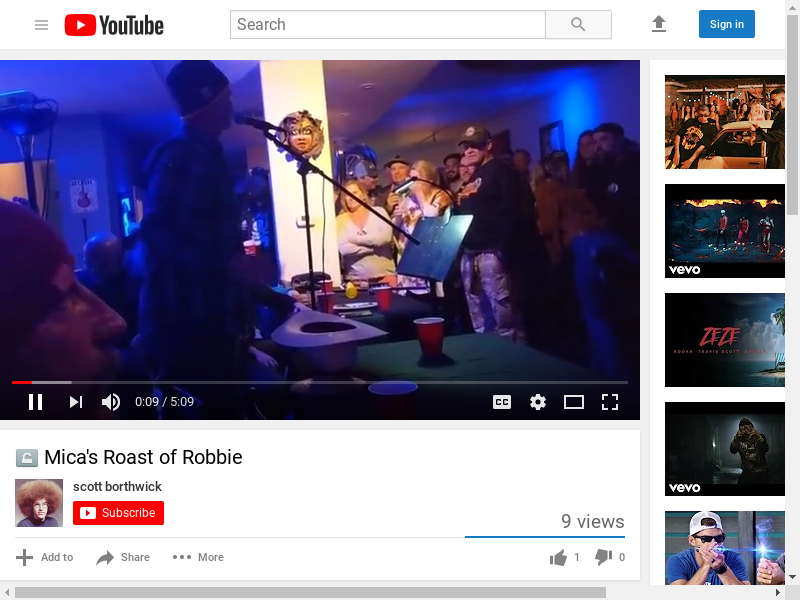 YouTube
Search
Sign in
vevo
ZEZE
KODAK TRAVIS SCOTT
vevo
CC
0:09 / 5:09
Mica's Roast of Robbie
scott borthwick
Subscribe
9 views
Add to
Share
More
1
0